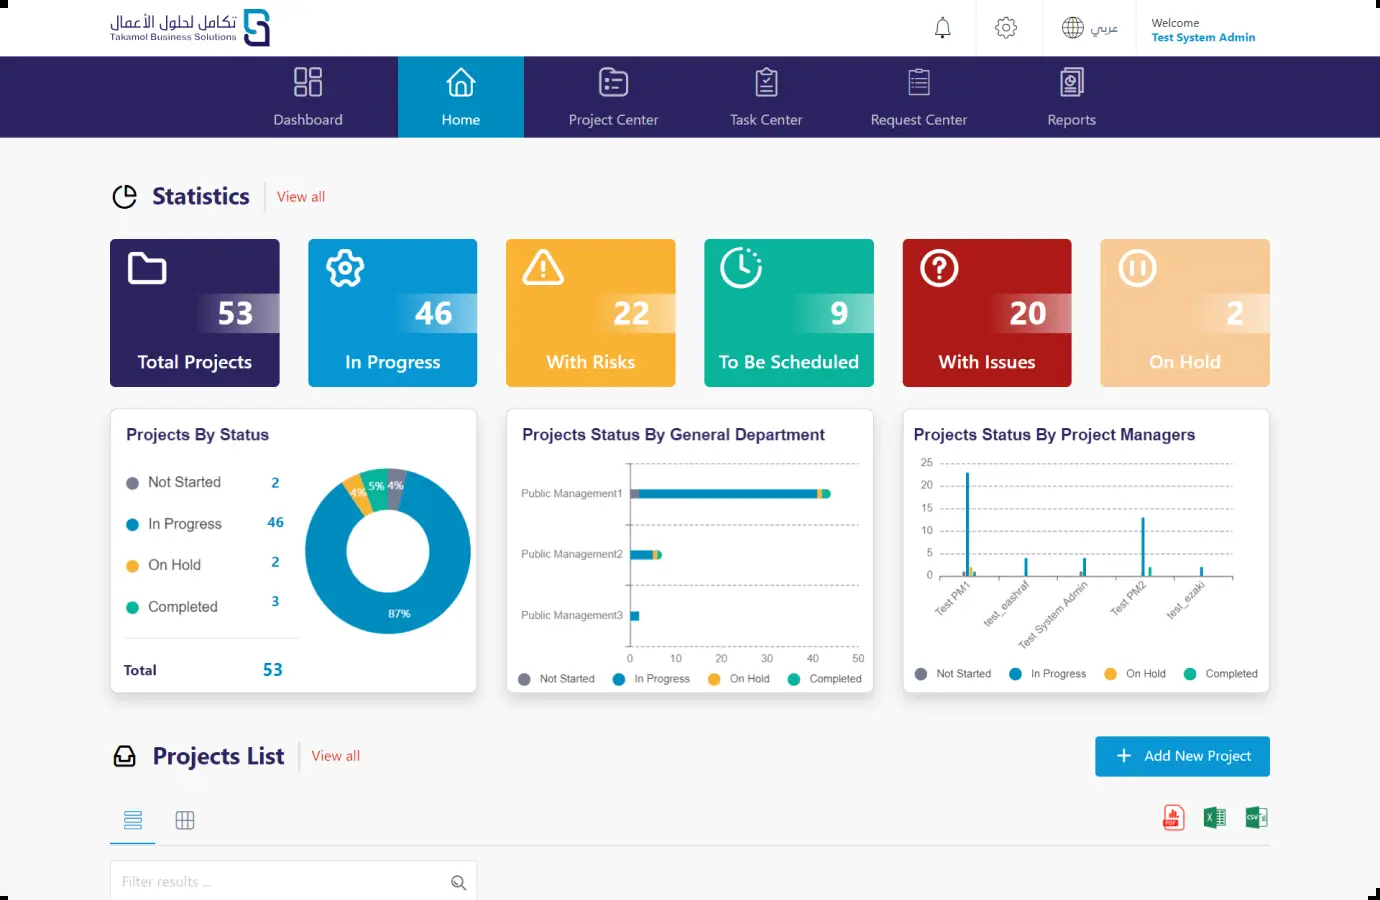 تكامل لحلول الأعمال
Takamol Business Solutions
عربي
Welcome
Test System Admin
Dashboard
Home
Project Center
Task Center
Request Center
Reports
Statistics
View all
53
Total Projects
46
In Progress
22
With Risks
9
To Be Scheduled
20
With Issues
2
On Hold
Projects By Status
Not Started 2
In Progress 46
On Hold 2
Completed 3
Total 53
4% 5% 4%
87%
Projects Status By General Department
Public Management1
Public Management2
Public Management3
0 10 20 30 40 50
Not Started In Progress On Hold Completed
Projects Status By Project Managers
25
20
15
10
5
0
Test PM1 test_eashraf Test System Admin Test PM2 test_ezaki
Not Started In Progress On Hold Completed
Projects List
View all
+ Add New Project
PDF
X
CSV
Filter results ...